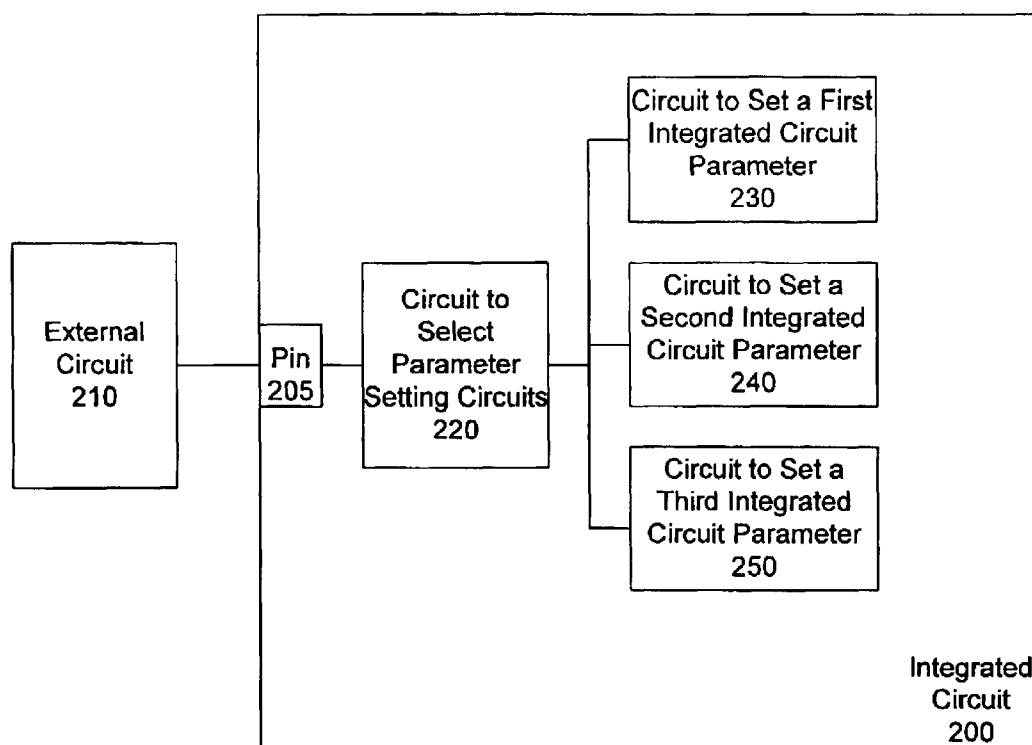 Circuit to Set a First
Integrated Circuit
Parameter
230
External
Circuit
210
Pin
205
Circuit to
Select
Parameter
Setting Circuits
220
Circuit to Set a
Second Integrated
Circuit Parameter
240
Circuit to Set a
Third Integrated
Circuit Parameter
250
Integrated
Circuit
200